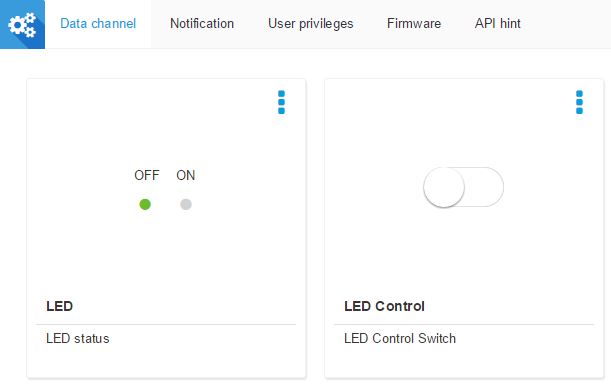 Data channel Notification User privileges Firmware API hint
OFF ON
LED
LED status
LED Control
LED Control Switch